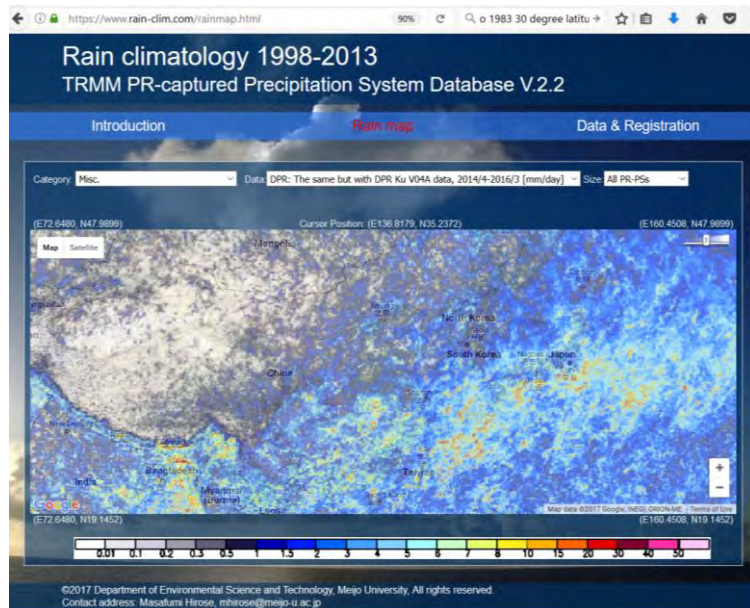 https://www.rain-clim.com/rainmap.html 90% o 1983 30 degree latitu
Rain climatology 1998-2013
TRMM PR-captured Precipitation System Database V.2.2
Introduction Rain map Data & Registration
Category: Misc. Data: DPR: The same but with DPR Ku V04A data, 2014/4-2016/3 [mm/day] Size: All PR-PSs
(E72.6480, N47.9899) Cursor Position: (E136.8179, N35.2372) (E160.4508, N47.9899)
Map Satellite
Mongolia
North Korea
South Korea Japan
China
Bangladesh
India
Taiwan
Myanmar
(Burma)
Google
Map data ©2017 Google, INEGI, ORION-ME Terms of Use
(E72.6480, N19.1452) (E160.4508, N19.1452)
0.01 0.1 0.2 0.3 0.5 1 1.5 2 3 4 5 6 7 8 10 15 20 30 40 50
©2017 Department of Environmental Science and Technology, Meijo University, All rights reserved.
Contact address: Masafumi Hirose, mhirose@meijo-u.ac.jp